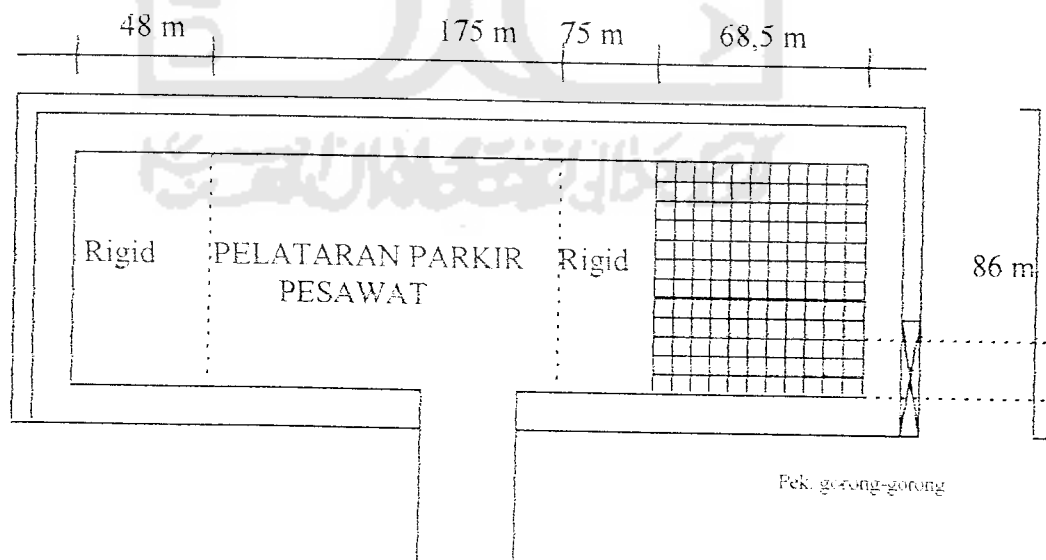 48 m 175 m 75 m 68,5 m
Rigid PELATARAN PARKIR Rigid
PESAWAT
86 m
Pek. gorong-gorong